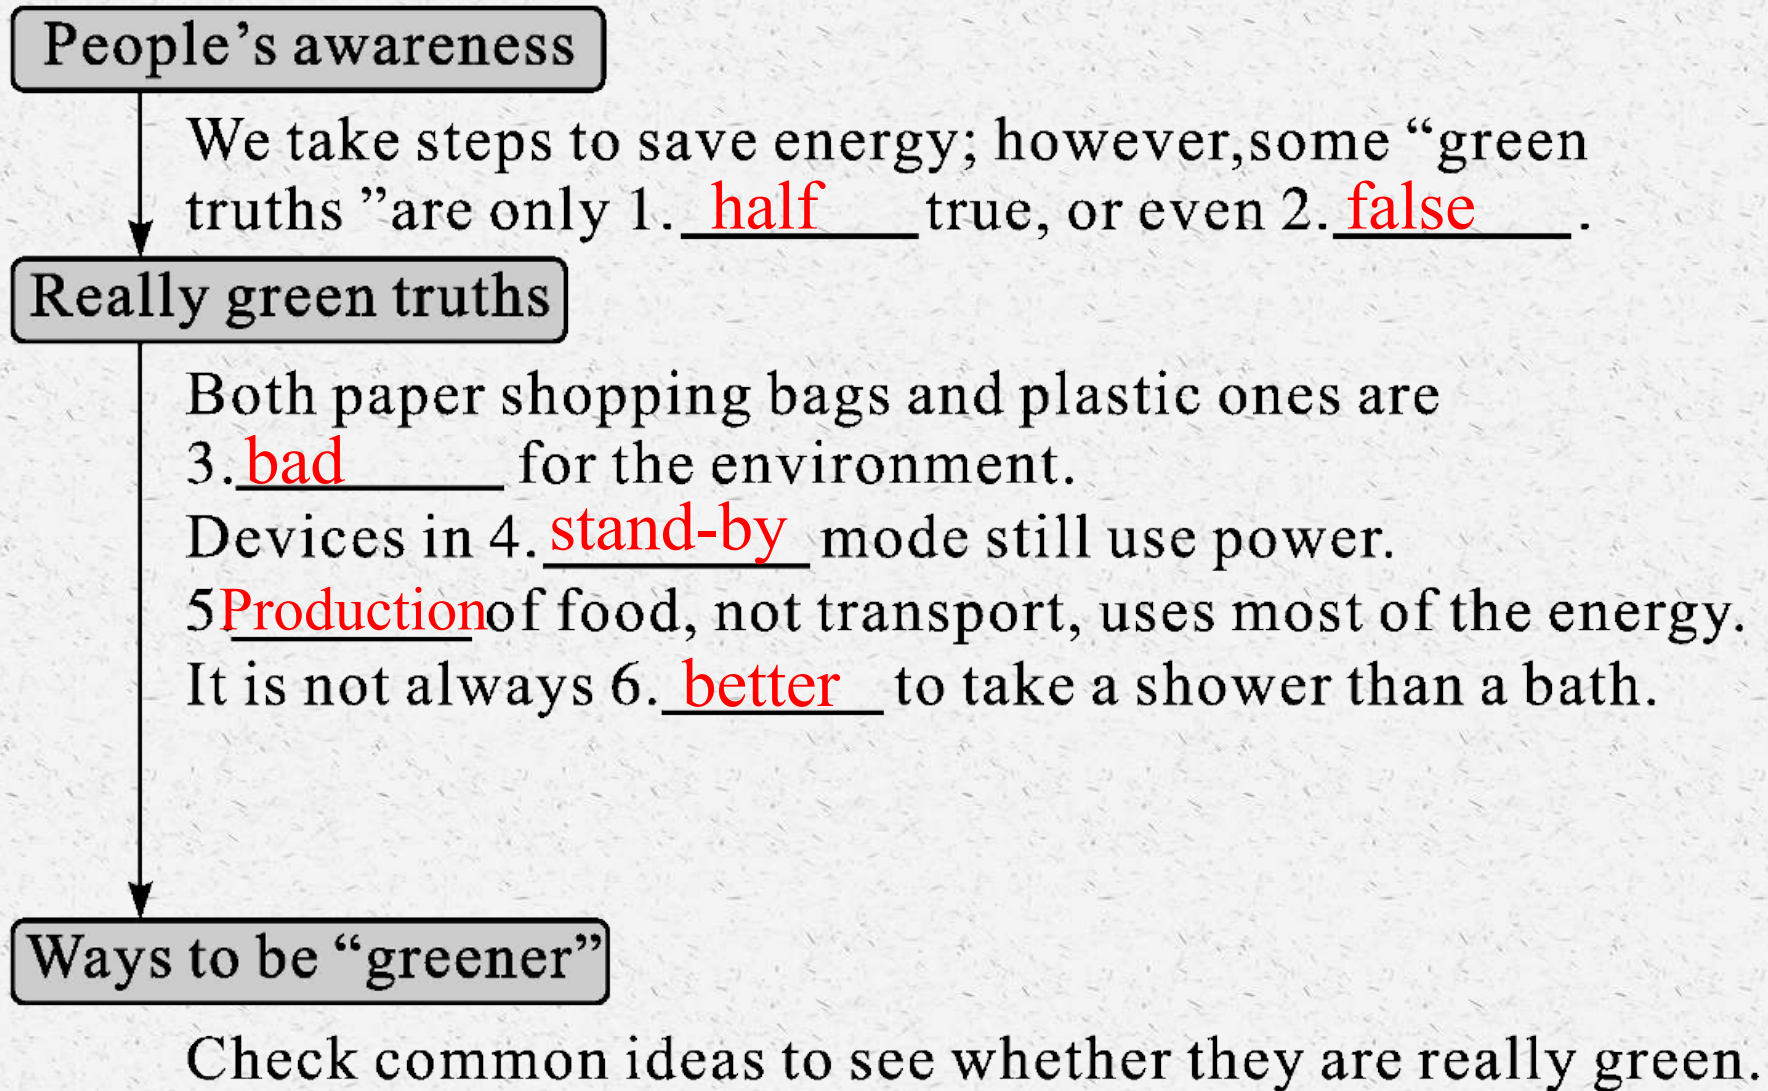 People’s awareness
We take steps to save energy; however,some “green
truths ”are only 1. half true, or even 2. false .
Really green truths
Both paper shopping bags and plastic ones are
3. bad for the environment.
Devices in 4. stand-by mode still use power.
5.Production of food, not transport, uses most of the energy.
It is not always 6. better to take a shower than a bath.
Ways to be “greener”
Check common ideas to see whether they are really green.